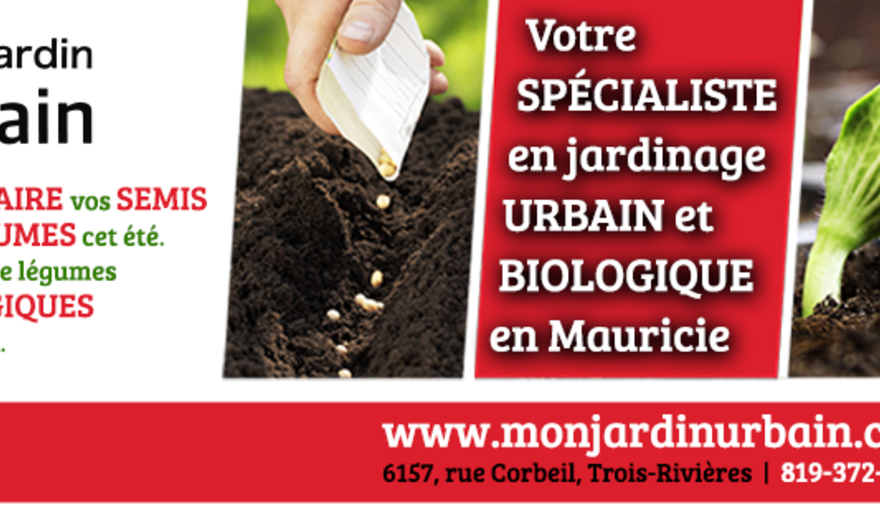 ardin
ain
AIRE vos SEMIS
UMES cet été.
e légumes
GIQUES
.
Votre
SPÉCIALISTE
en jardinage
URBAIN et
BIOLOGIQUE
en Mauricie
www.monjardinurbain.c
6157, rue Corbeil, Trois-Rivières | 819-372-